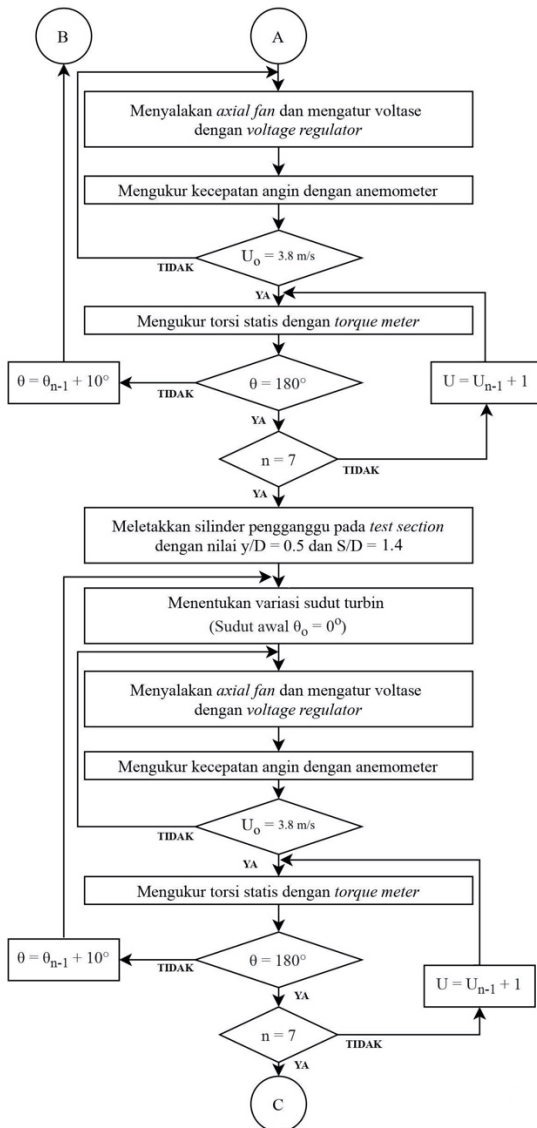 B
A
Menyalakan axial fan dan mengatur voltase
dengan voltage regulator
Mengukur kecepatan angin dengan anemometer
U₀ = 3.8 m/s
TIDAK
YA
Mengukur torsi statis dengan torque meter
θ = θₙ₋₁ + 10°
TIDAK
θ = 180°
U = Uₙ₋₁ + 1
YA
n = 7
TIDAK
YA
Meletakkan silinder pengganggu pada test section
dengan nilai y/D = 0.5 dan S/D = 1.4
Menentukan variasi sudut turbin
(Sudut awal θ₀ = 0⁰)
Menyalakan axial fan dan mengatur voltase
dengan voltage regulator
Mengukur kecepatan angin dengan anemometer
U₀ = 3.8 m/s
TIDAK
YA
Mengukur torsi statis dengan torque meter
θ = θₙ₋₁ + 10°
TIDAK
θ = 180°
U = Uₙ₋₁ + 1
YA
n = 7
TIDAK
YA
C